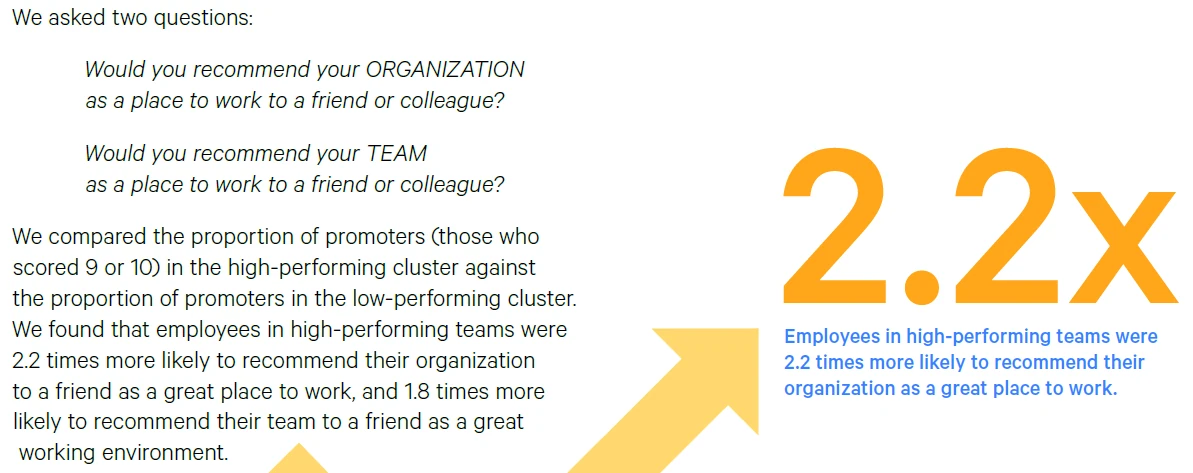 We asked two questions:
Would you recommend your ORGANIZATION
as a place to work to a friend or colleague?
Would you recommend your TEAM
as a place to work to a friend or colleague?
We compared the proportion of promoters (those who
scored 9 or 10) in the high-performing cluster against
the proportion of promoters in the low-performing cluster.
We found that employees in high-performing teams were
2.2 times more likely to recommend their organization
to a friend as a great place to work, and 1.8 times more
likely to recommend their team to a friend as a great
working environment.
2.2x
Employees in high-performing teams were
2.2 times more likely to recommend their
organization as a great place to work.